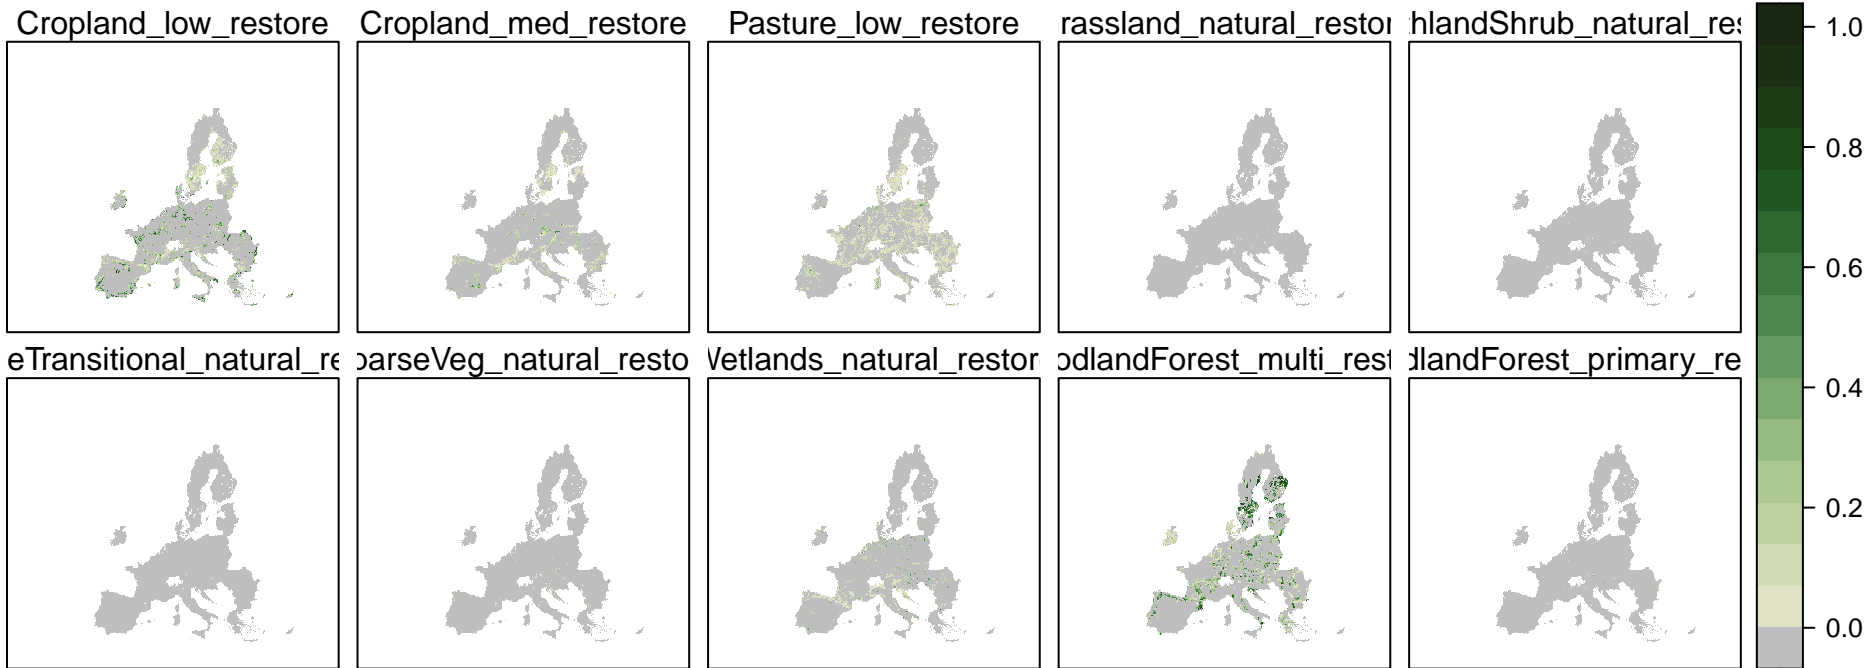 Cropland_low_restore
Cropland_med_restore
Pasture_low_restore
rassland_natural_restor
hlandShrub_natural_res
1.0
0.8
0.6
0.4
0.2
0.0
eTransitional_natural_re
parseVeg_natural_resto
Vetlands_natural_restor
odlandForest_multi_rest
dlandForest_primary_re